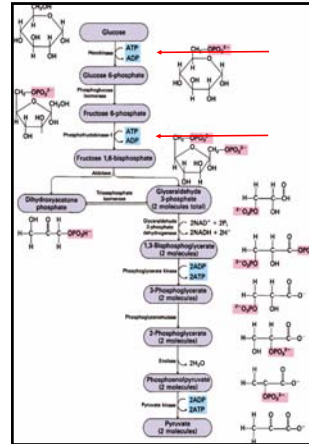 Glucose
Hexokinase
ATP
ADP
Glucose 6-phosphate
Phosphoglucose
isomerase
Fructose 6-phosphate
Phosphofructokinase-1
ATP
ADP
Fructose 1,6-bisphosphate
Aldolase
Dihydroxyacetone
phosphate
Triosephosphate
isomerase
Glyceraldehyde
3-phosphate
(2 molecules total)
Glyceraldehyde
3-phosphate
dehydrogenase
2NAD⁺ + 2Pᵢ
2NADH + 2H⁺
1,3-Bisphosphoglycerate
(2 molecules)
Phosphoglycerate kinase
2ADP
2ATP
3-Phosphoglycerate
(2 molecules)
Phosphoglyceromutase
2-Phosphoglycerate
(2 molecules)
Enolase
2H₂O
Phosphoenolpyruvate
(2 molecules)
Pyruvate kinase
2ADP
2ATP
Pyruvate
(2 molecules)